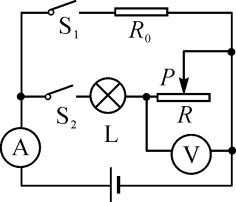 S₁ R₀
P
S₂ L R
A V